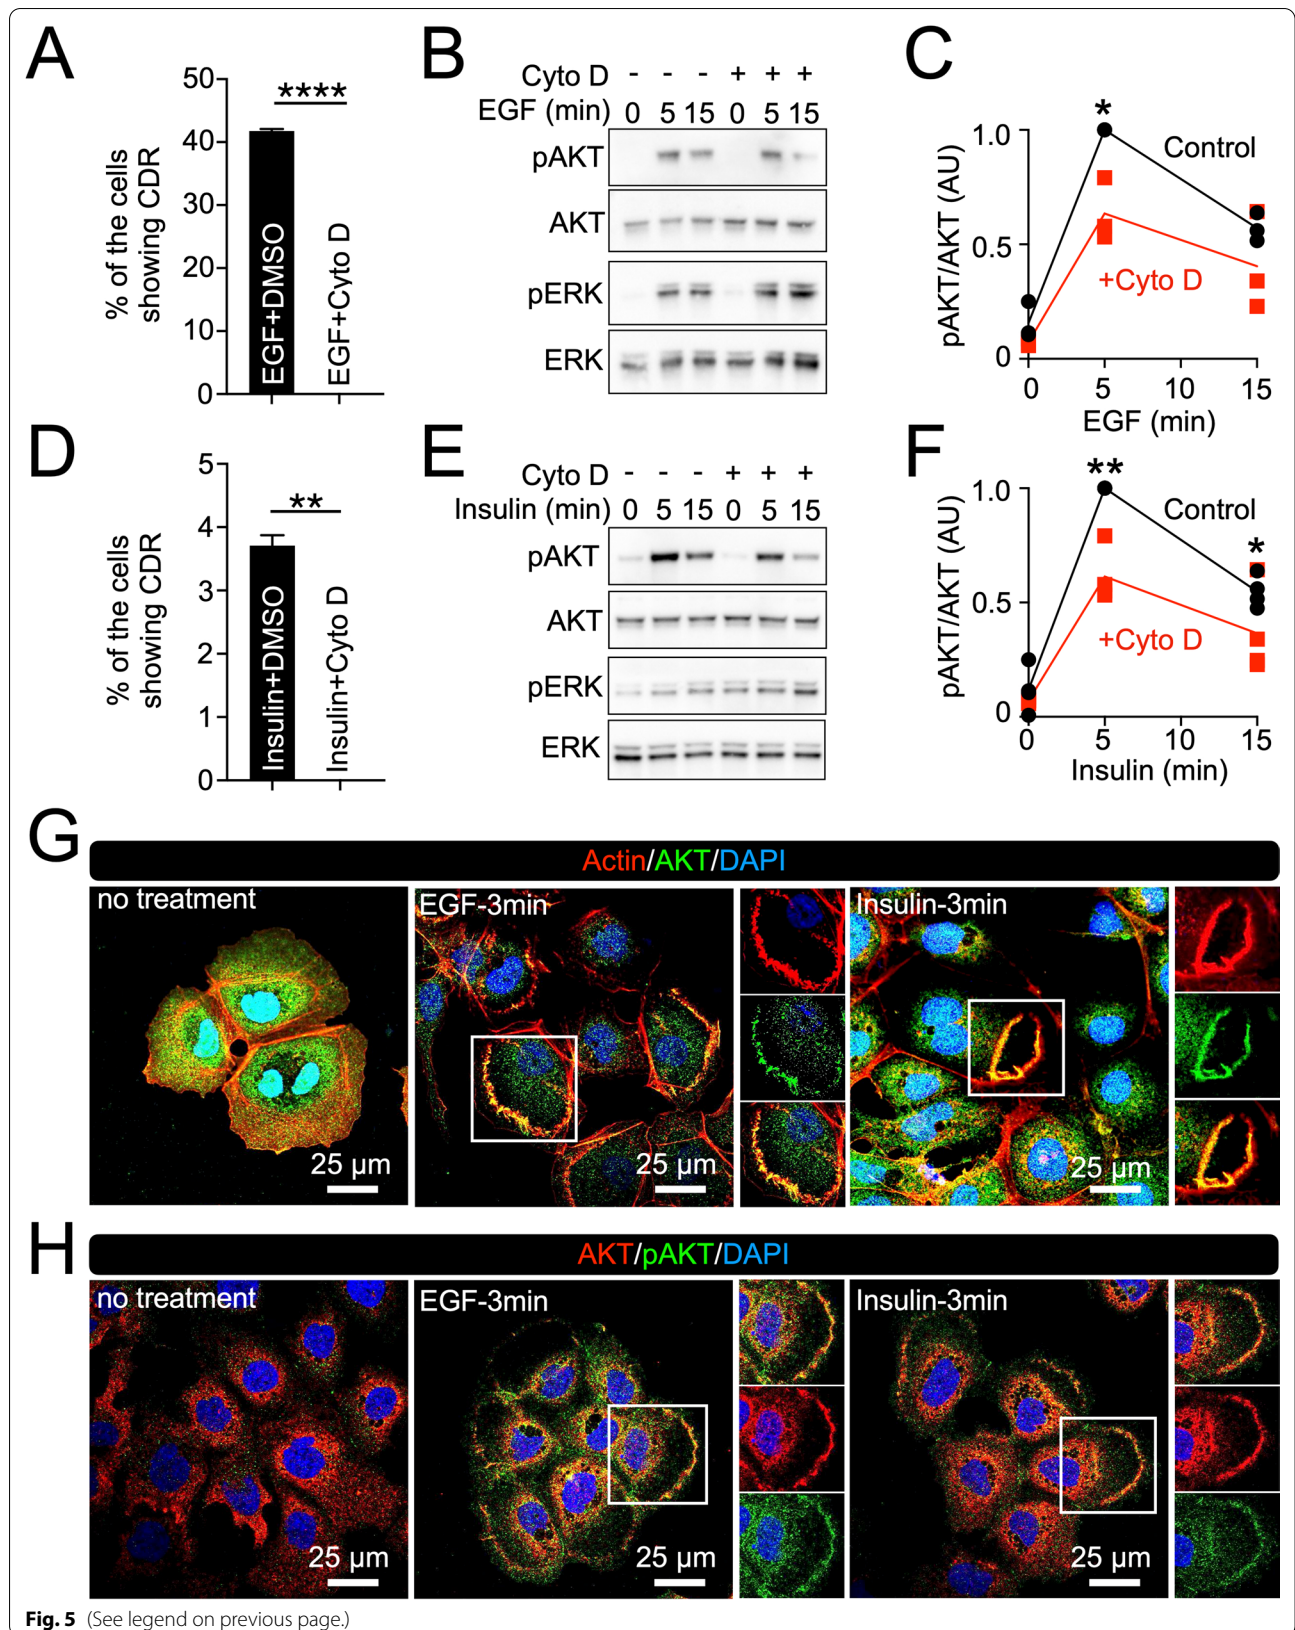 A
50
40
30
20
10
0
% of the cells
showing CDR
****
EGF+DMSO
EGF+Cyto D
B
Cyto D - - - + + +
EGF (min) 0 5 15 0 5 15
pAKT
AKT
pERK
ERK
C
*
1.0
0.5
0
pAKT/AKT (AU)
Control
+Cyto D
0 5 10 15
EGF (min)
D
5
4
3
2
1
0
% of the cells
showing CDR
**
Insulin+DMSO
Insulin+Cyto D
E
Cyto D - - - + + +
Insulin (min) 0 5 15 0 5 15
pAKT
AKT
pERK
ERK
F
**
*
1.0
0.5
0
pAKT/AKT (AU)
Control
+Cyto D
0 5 10 15
Insulin (min)
G
Actin/AKT/DAPI
no treatment
25 µm
EGF-3min
25 µm
Insulin-3min
25 µm
H
AKT/pAKT/DAPI
no treatment
25 µm
EGF-3min
25 µm
Insulin-3min
25 µm
Fig. 5 (See legend on previous page.)